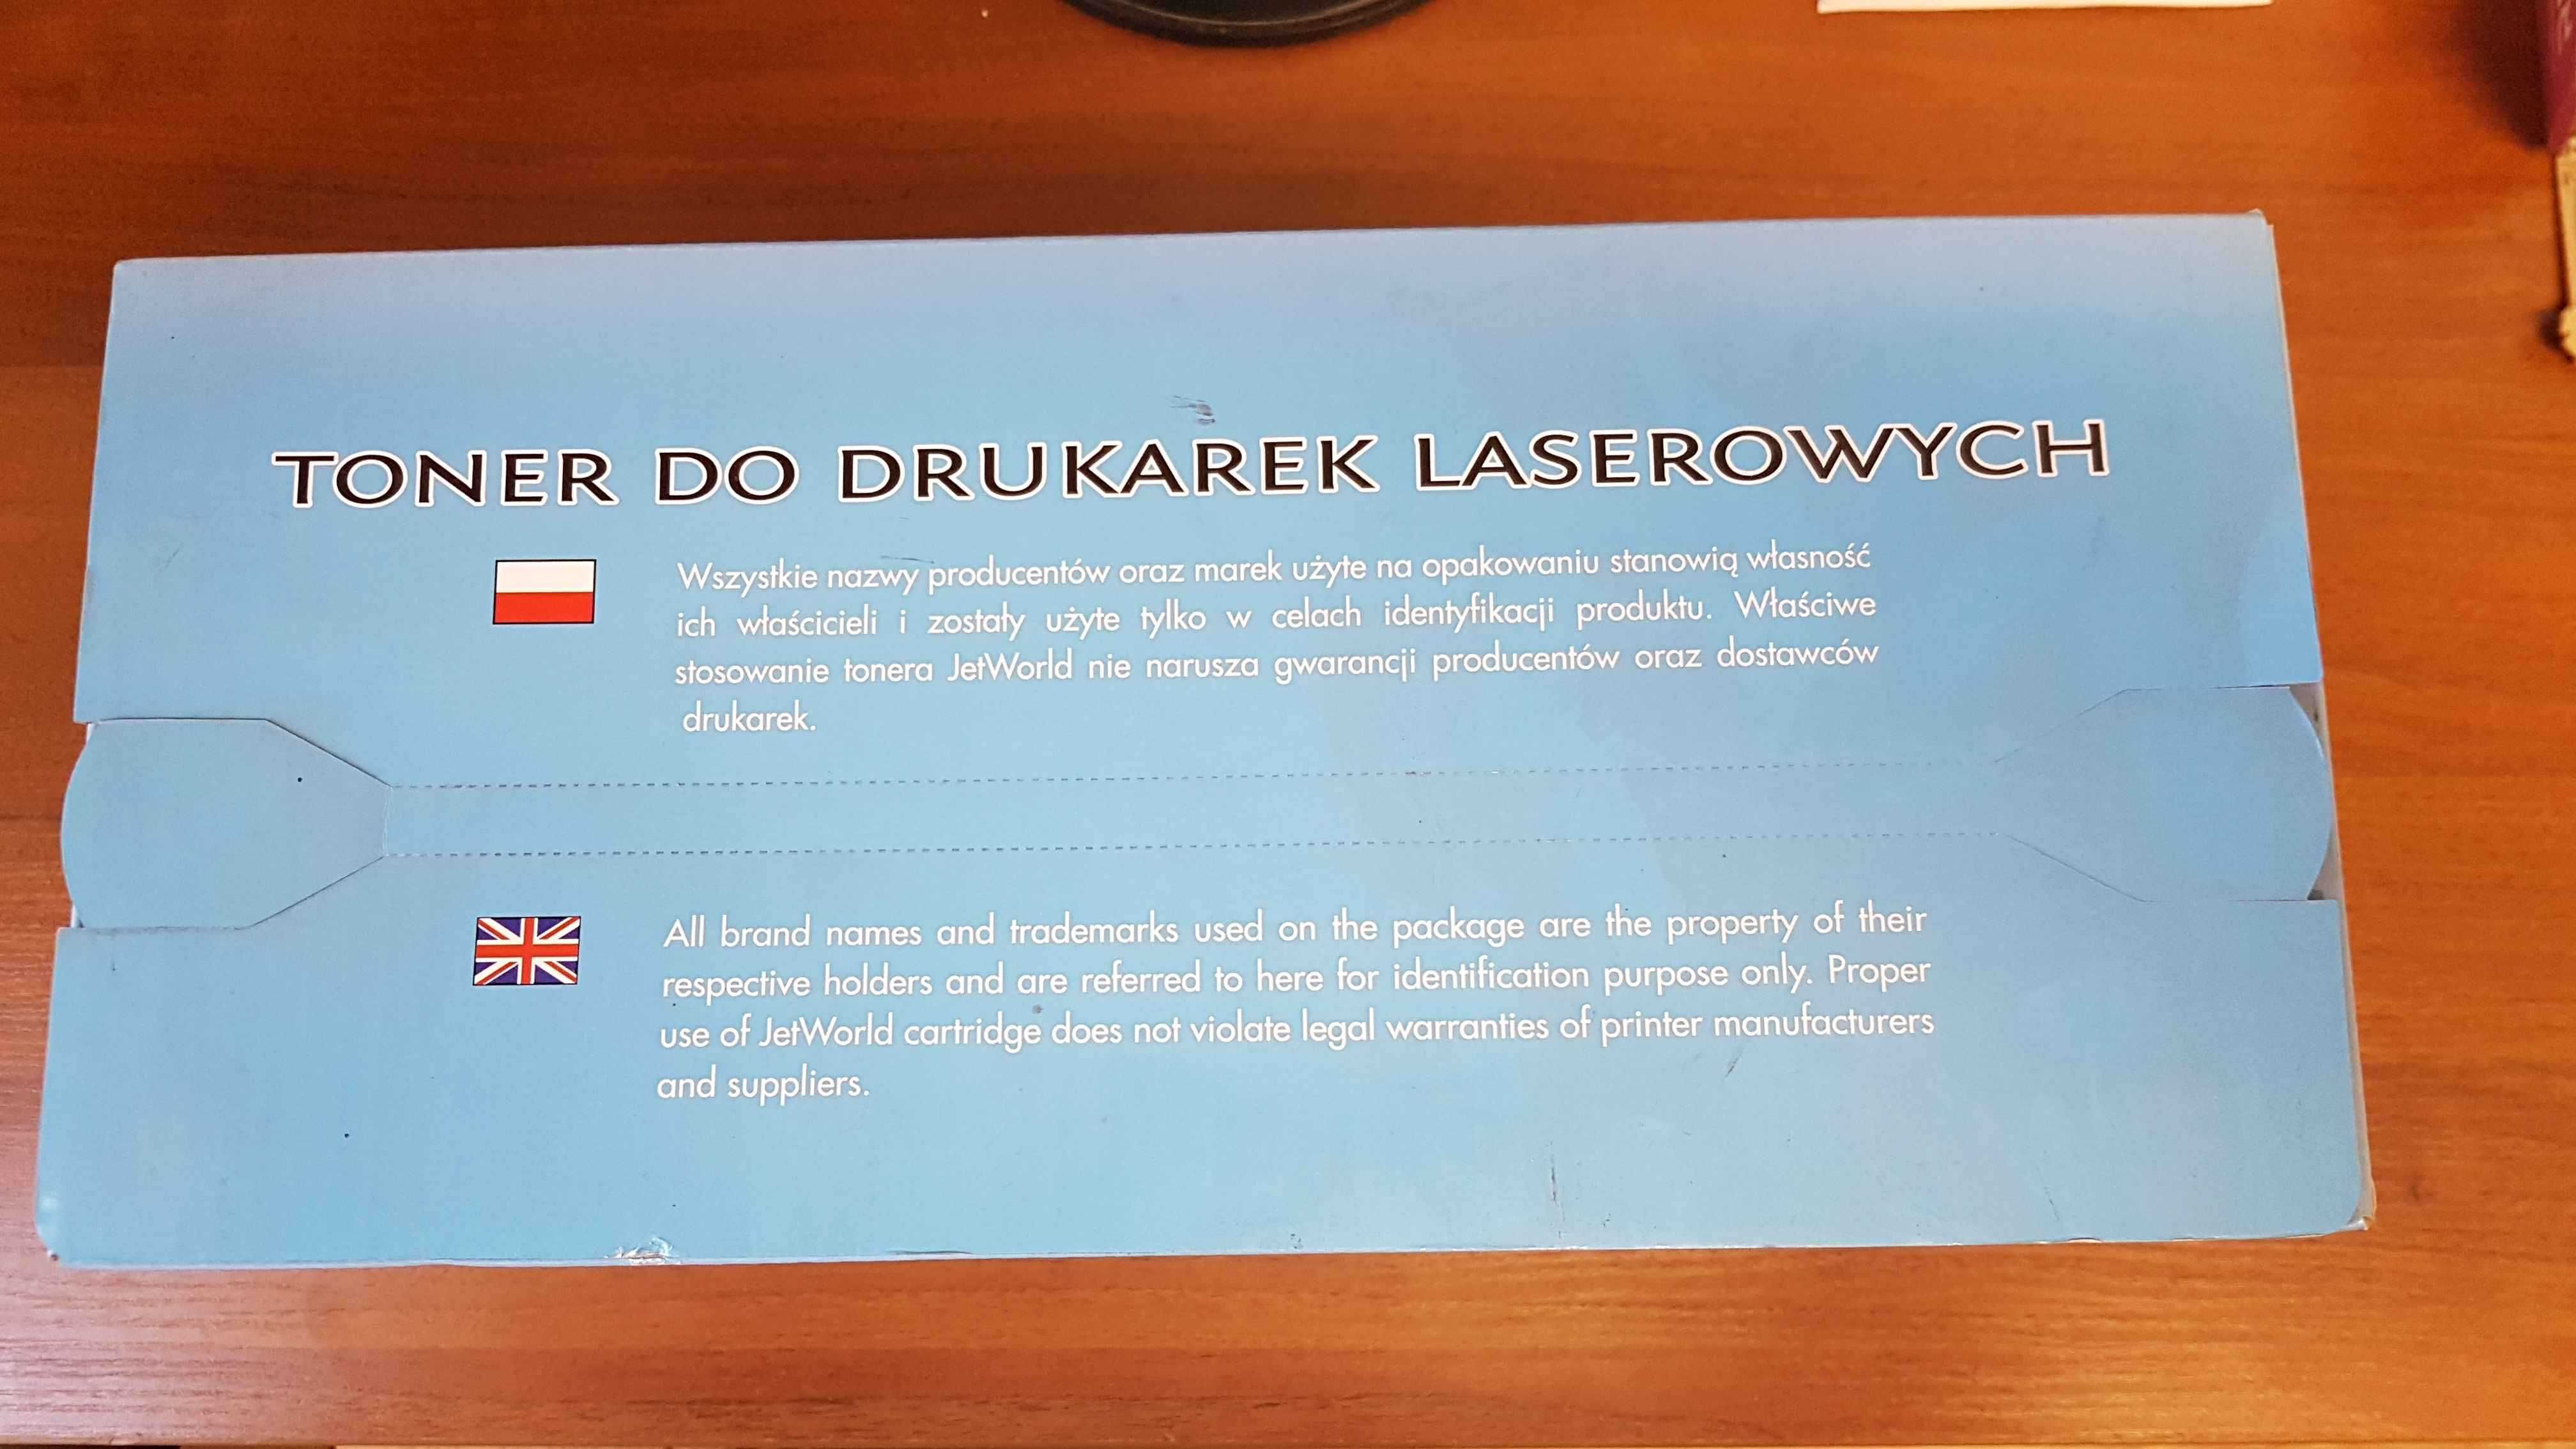 TONER DO DRUKAREK LASEROWYCH
Wszystkie nazwy producentów oraz marek użyte na opakowaniu stanowią własność
ich właścicieli i zostały użyte tylko w celach identyfikacji produktu. Właściwe
stosowanie tonera JetWorld nie narusza gwarancji producentów oraz dostawców
drukarek.
All brand names and trademarks used on the package are the property of their
respective holders and are referred to here for identification purpose only. Proper
use of JetWorld cartridge does not violate legal warranties of printer manufacturers
and suppliers.